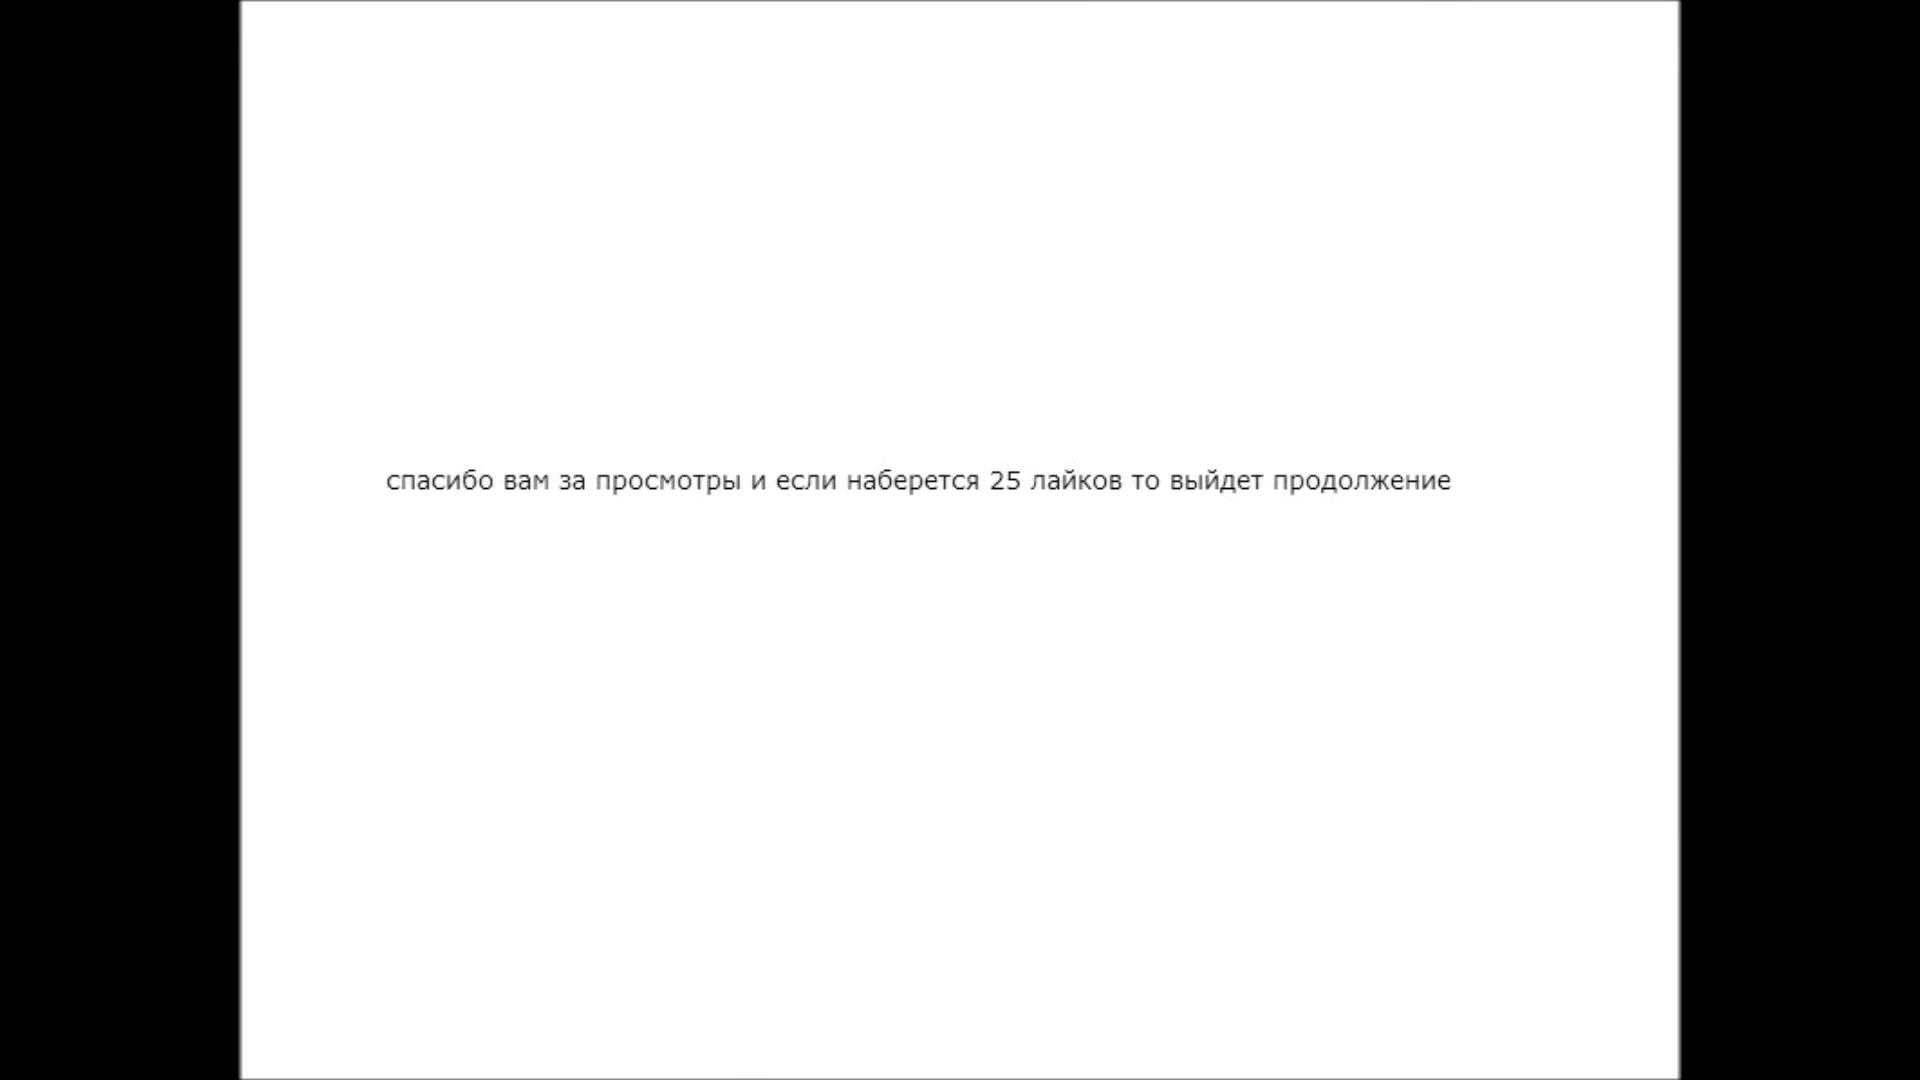 спасибо вам за просмотры и если наберется 25 лайков то выйдет продолжение